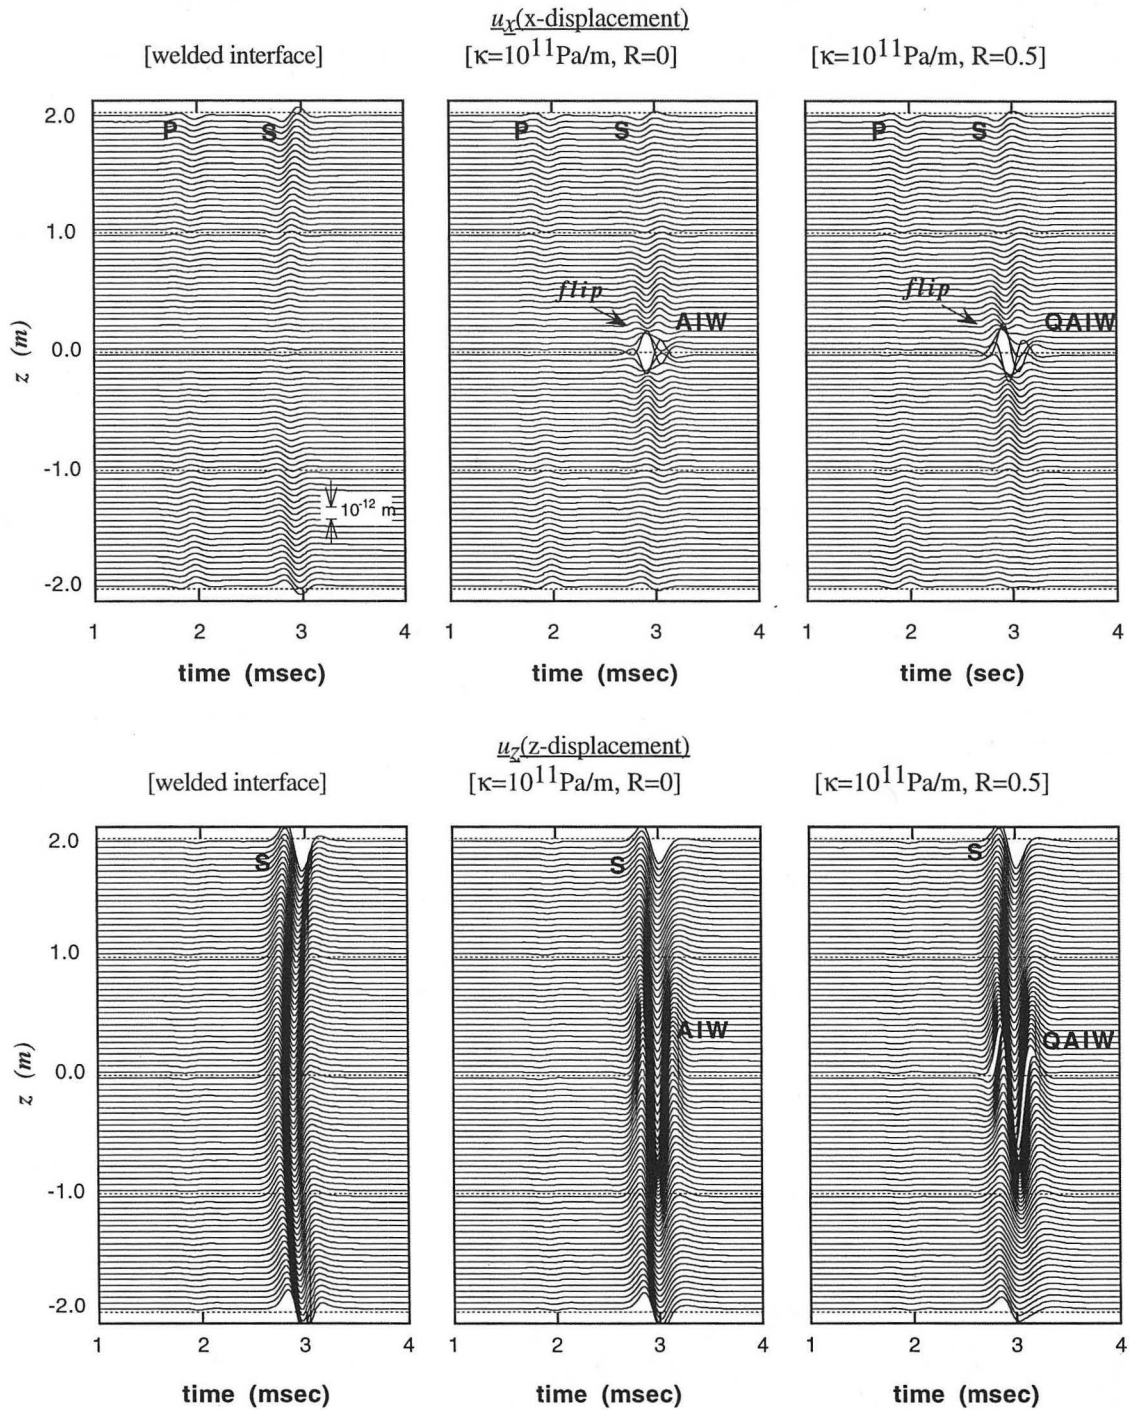 u_x(x-displacement)
[welded interface] [κ=10^11Pa/m, R=0] [κ=10^11Pa/m, R=0.5]
2.0 P S P S P S
1.0
flip AIW flip QAIW
0.0
z (m)
-1.0
10^-12 m
-2.0
1 2 3 4 1 2 3 4 1 2 3 4
time (msec) time (msec) time (sec)
u_z(z-displacement)
[welded interface] [κ=10^11Pa/m, R=0] [κ=10^11Pa/m, R=0.5]
2.0 S S S
1.0
AIW QAIW
0.0
z (m)
-1.0
-2.0
1 2 3 4 1 2 3 4 1 2 3 4
time (msec) time (msec) time (msec)